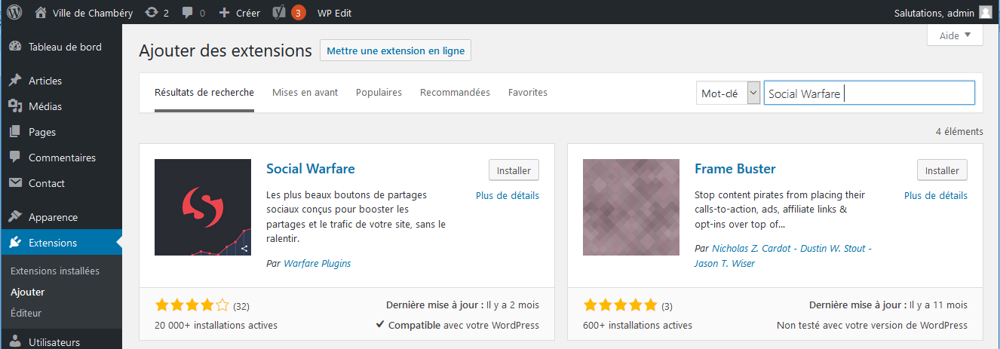 Ville de Chambéry 2 0 Créer 3 WP Edit Salutations, admin
Tableau de bord
Articles
Médias
Pages
Commentaires
Contact
Apparence
Extensions
Extensions installées
Ajouter
Éditeur
Utilisateurs
Aide
Ajouter des extensions Mettre une extension en ligne
Résultats de recherche Mises en avant Populaires Recommandées Favorites Mot-clé Social Warfare
4 éléments
Social Warfare
Installer
Plus de détails
Les plus beaux boutons de partages
sociaux conçus pour booster les
partages et le trafic de votre site, sans le
ralentir.
Par Warfare Plugins
(32)
20 000+ installations actives
Dernière mise à jour : Il y a 2 mois
Compatible avec votre WordPress
Frame Buster
Installer
Plus de détails
Stop content pirates from placing their
calls-to-action, ads, affiliate links &
opt-ins over top of...
Par Nicholas Z. Cardot - Dustin W. Stout -
Jason T. Wiser
(3)
600+ installations actives
Dernière mise à jour : Il y a 11 mois
Non testé avec votre version de WordPress